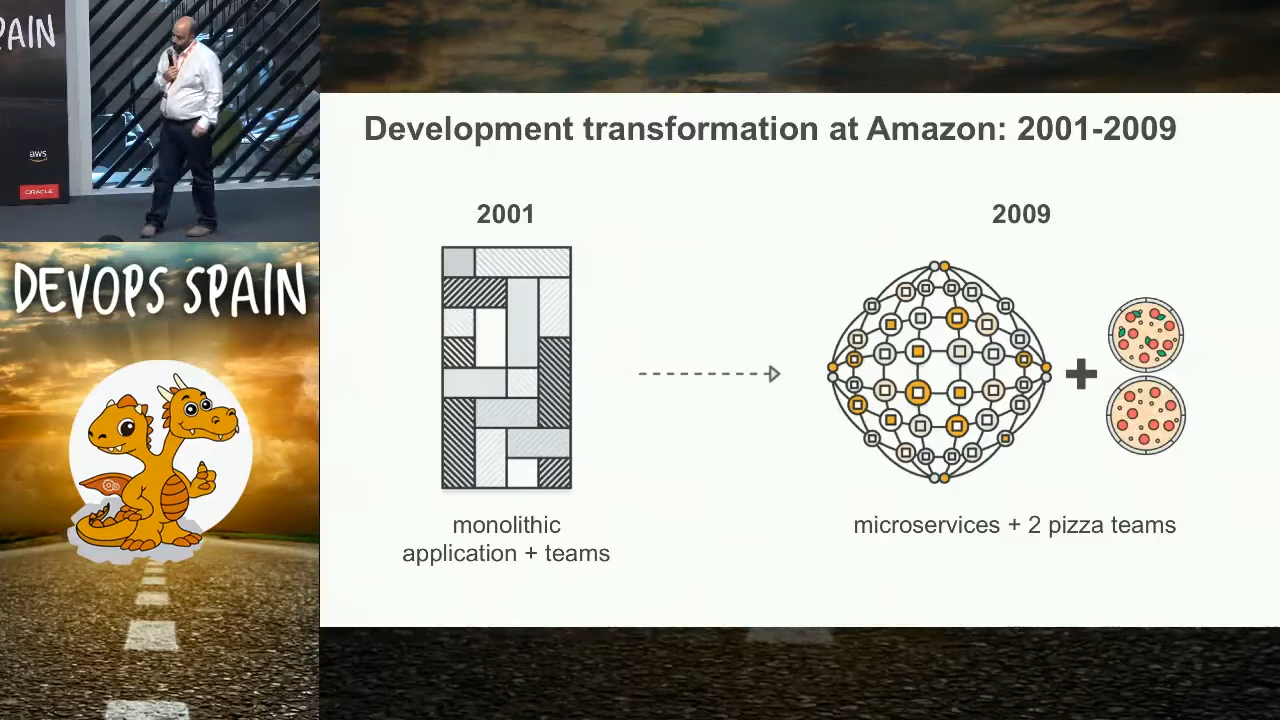 PAIN
aws
ORACLE
DEVOPS SPAIN
Development transformation at Amazon: 2001-2009
2001
2009
monolithic
application + teams
microservices + 2 pizza teams